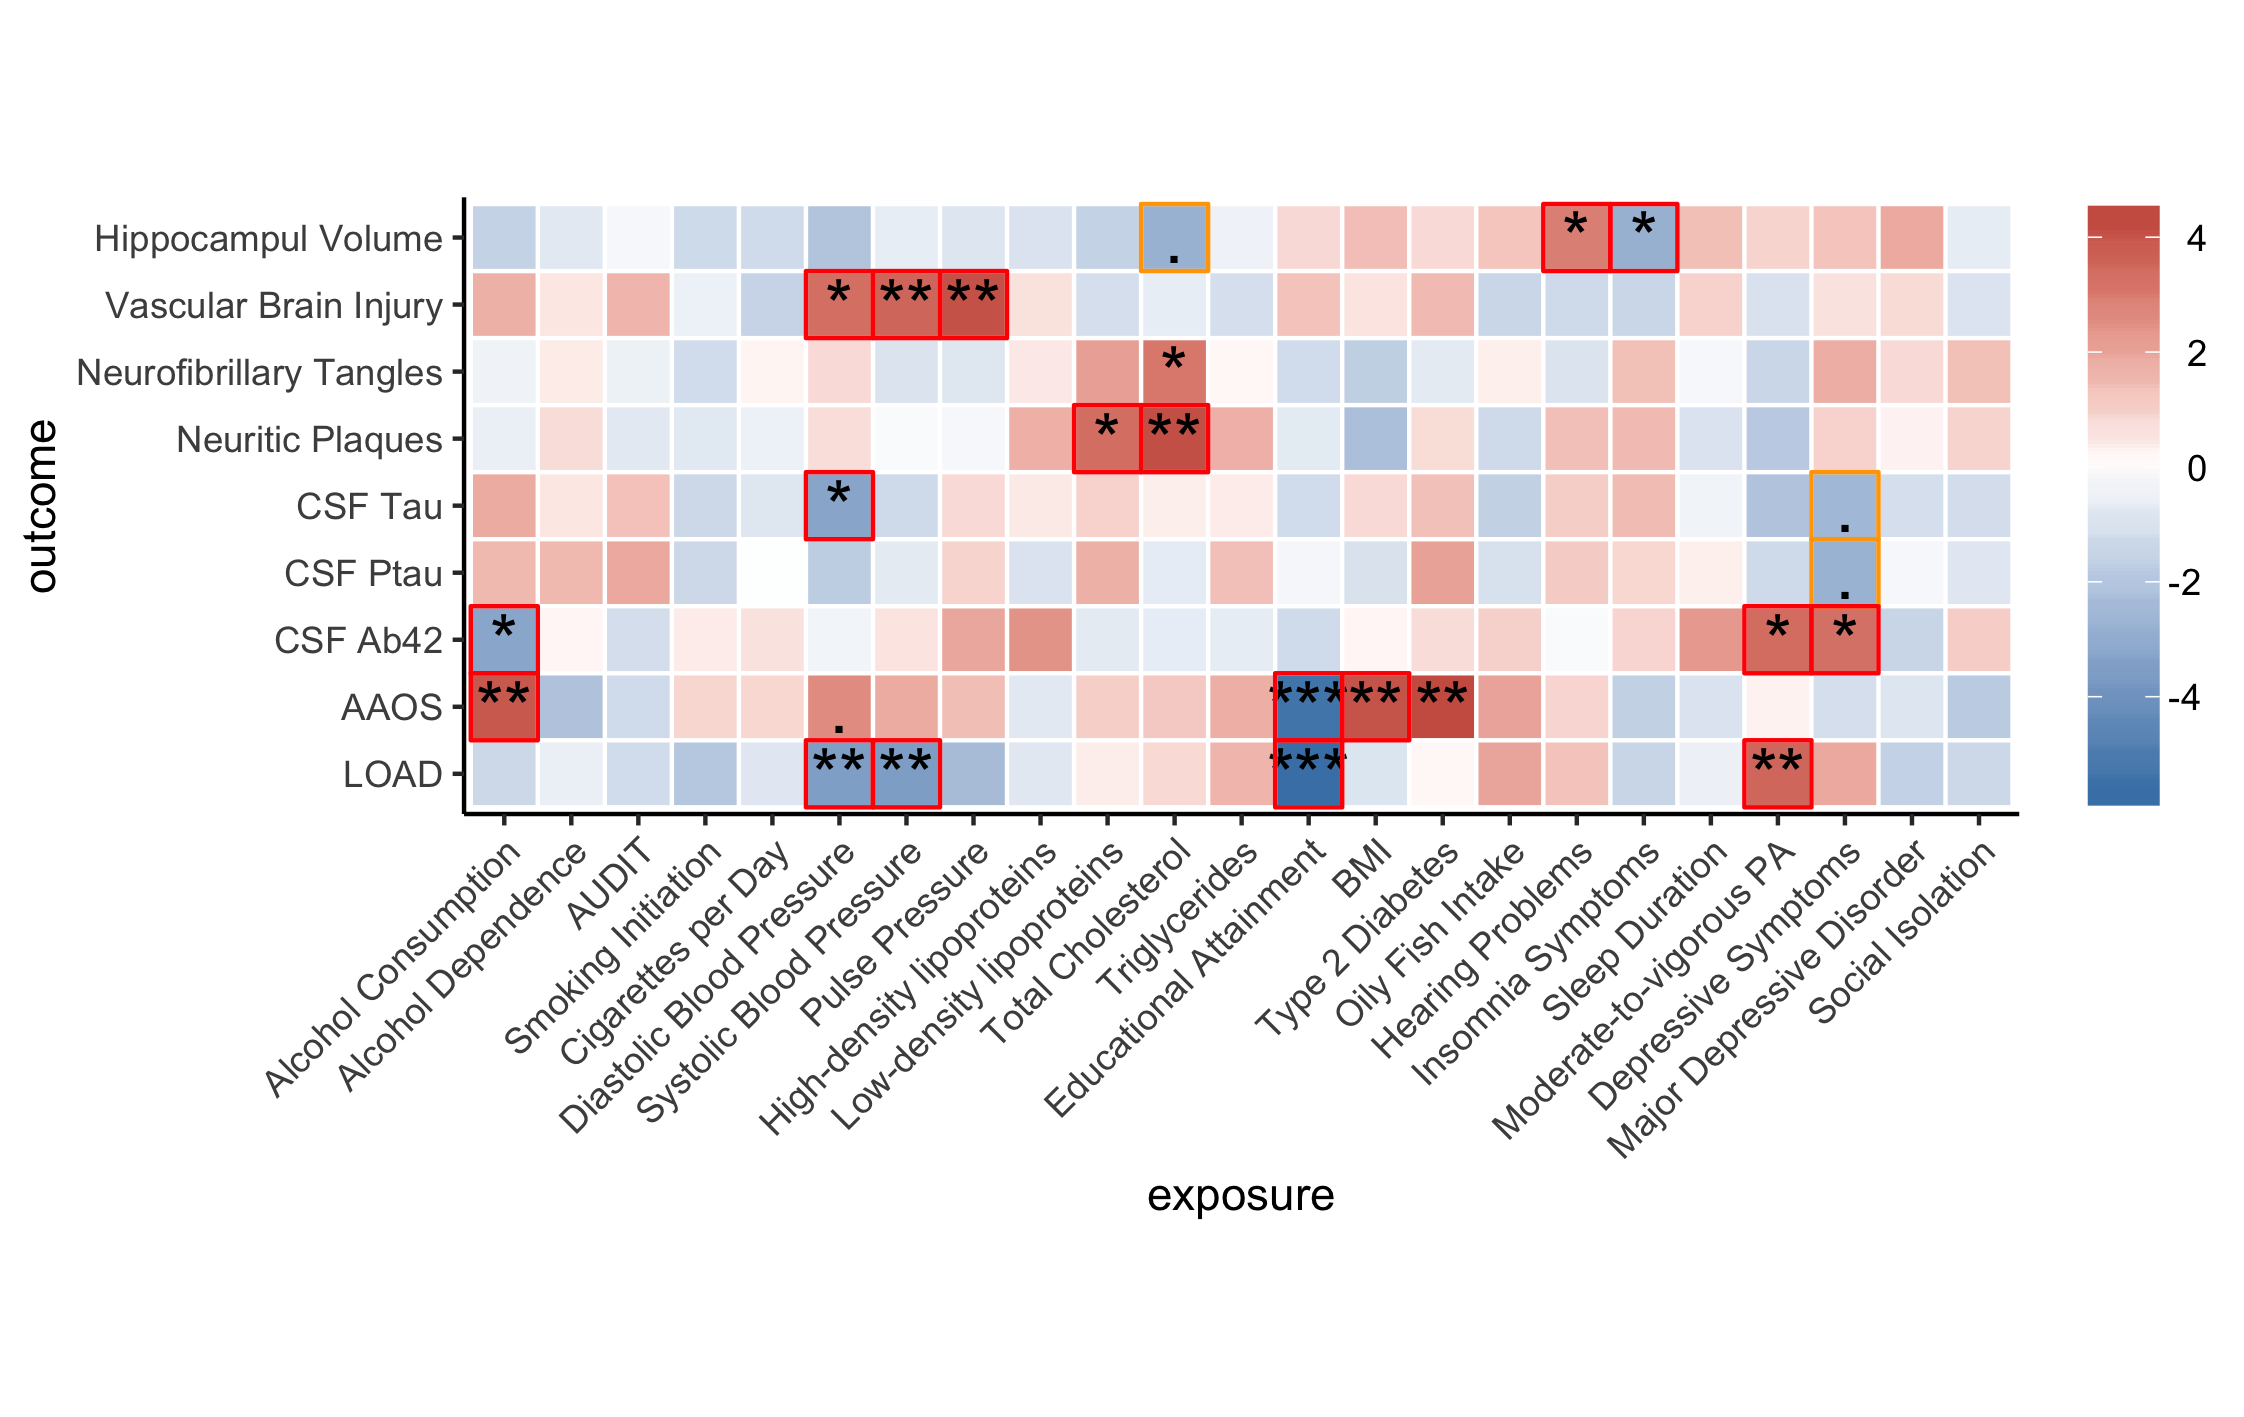 Hippocampul Volume . * *
Vascular Brain Injury * ** **
Neurofibrillary Tangles *
Neuritic Plaques * **
CSF Tau * .
CSF Ptau .
CSF Ab42 * * *
AAOS ** . *** ** **
LOAD ** ** *** **
outcome
4
2
0
-2
-4
Alcohol Consumption
Alcohol Dependence
AUDIT
Smoking Initiation
Cigarettes per Day
Diastolic Blood Pressure
Systolic Blood Pressure
Pulse Pressure
High-density lipoproteins
Low-density lipoproteins
Total Cholesterol
Triglycerides
Educational Attainment
BMI
Type 2 Diabetes
Oily Fish Intake
Hearing Problems
Insomnia Symptoms
Sleep Duration
Moderate-to-vigorous PA
Depressive Symptoms
Major Depressive Disorder
Social Isolation
exposure